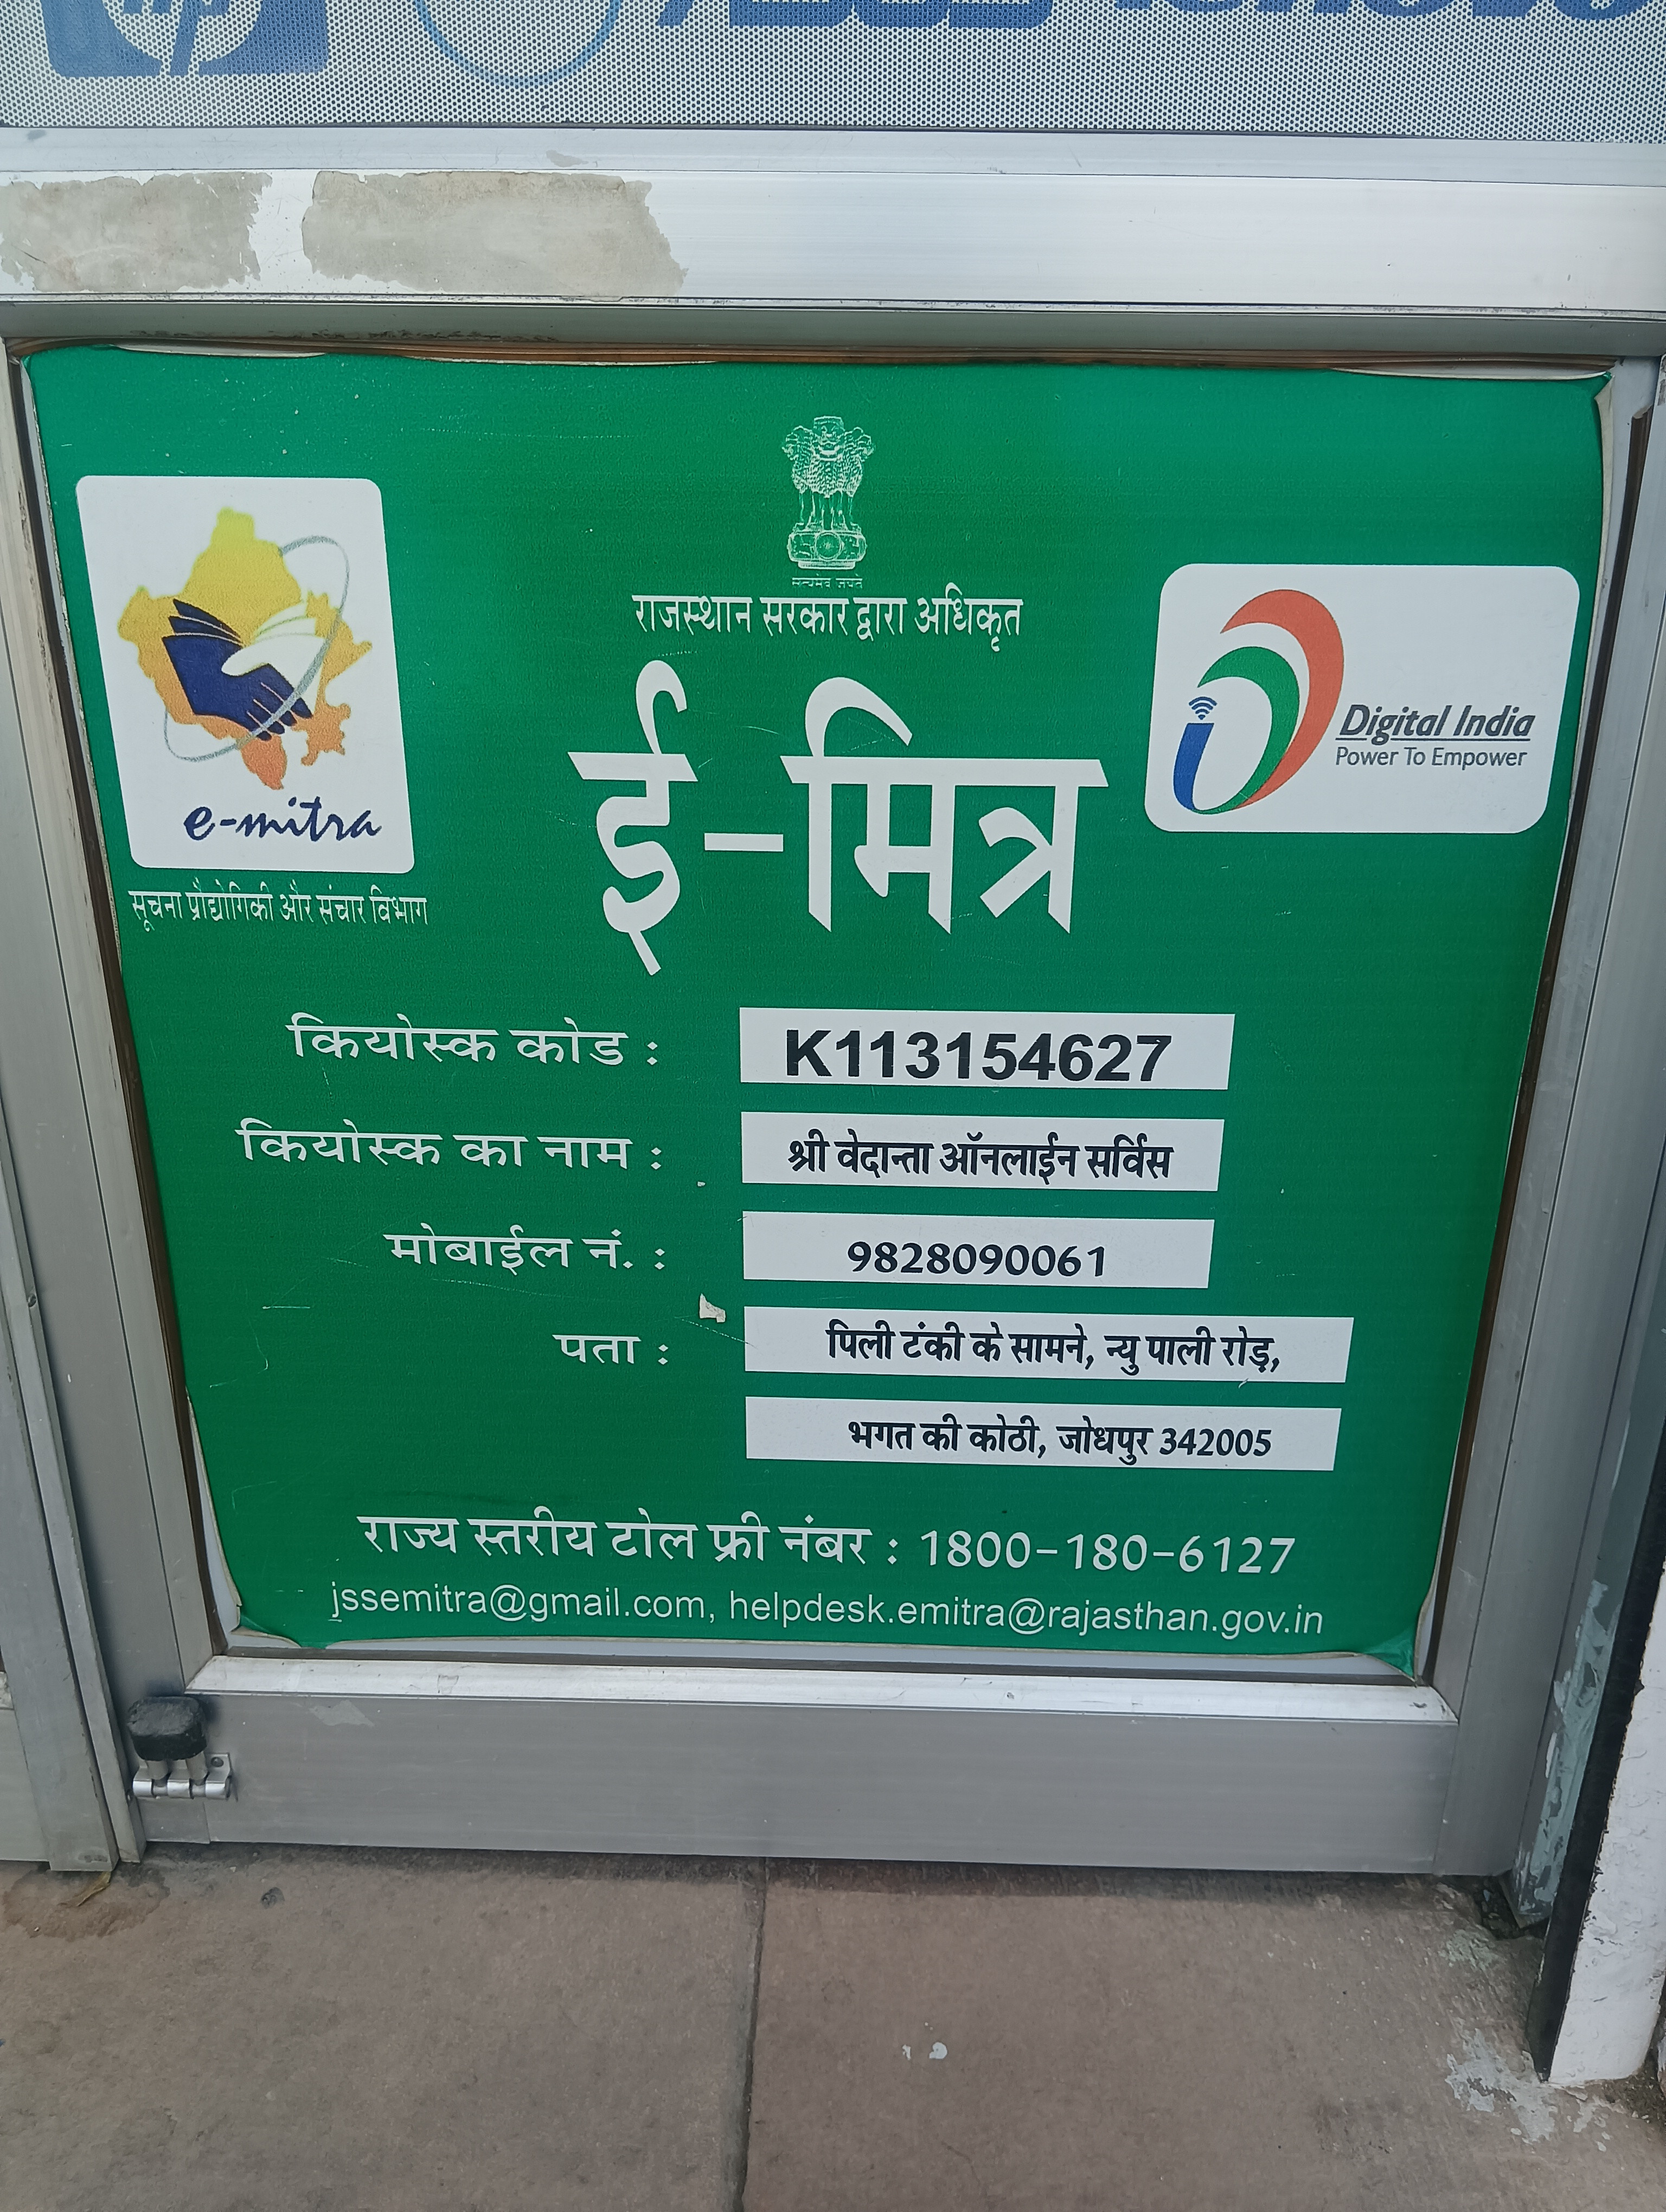 hp
lenovo
सत्यमेव जयते
राजस्थान सरकार द्वारा अधिकृत
ई-मित्र
e-mitra
सूचना प्रौद्योगिकी और संचार विभाग
Digital India
Power To Empower
कियोस्क कोड : K113154627
कियोस्क का नाम : श्री वेदान्ता ऑनलाईन सर्विस
मोबाईल नं. : 9828090061
पता : पिली टंकी के सामने, न्यु पाली रोड़,
भगत की कोठी, जोधपुर 342005
राज्य स्तरीय टोल फ्री नंबर : 1800-180-6127
jssemitra@gmail.com, helpdesk.emitra@rajasthan.gov.in